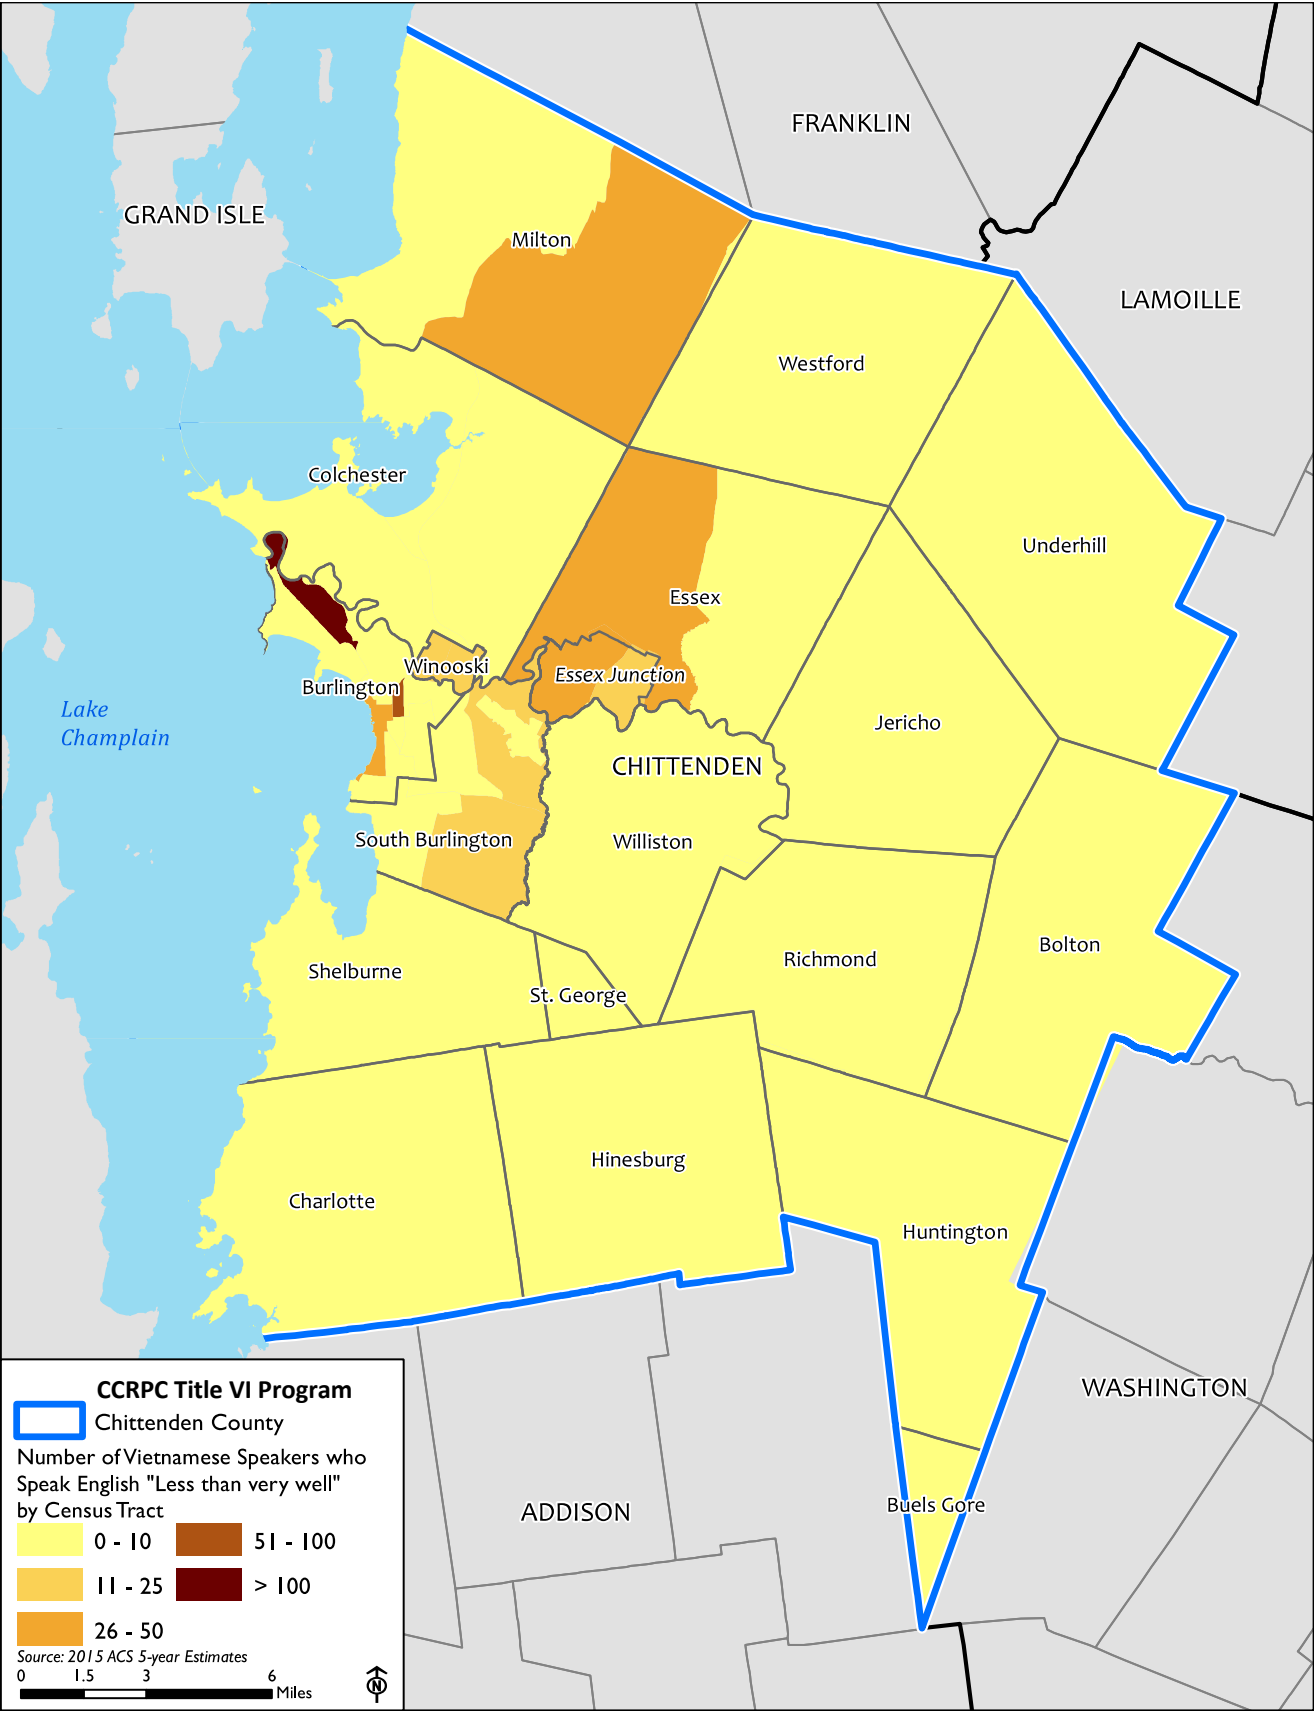 FRANKLIN
GRAND ISLE
Milton
LAMOILLE
Westford
Colchester
Underhill
Essex
Winooski
Essex Junction
Burlington
Lake
Champlain
Jericho
CHITTENDEN
South Burlington
Williston
Bolton
Richmond
Shelburne
St. George
Hinesburg
Charlotte
Huntington
WASHINGTON
Buels Gore
ADDISON
CCRPC Title VI Program
Chittenden County
Number of Vietnamese Speakers who
Speak English "Less than very well"
by Census Tract
0 - 10
51 - 100
11 - 25
> 100
26 - 50
Source: 2015 ACS 5-year Estimates
0 1.5 3 6
Miles
N